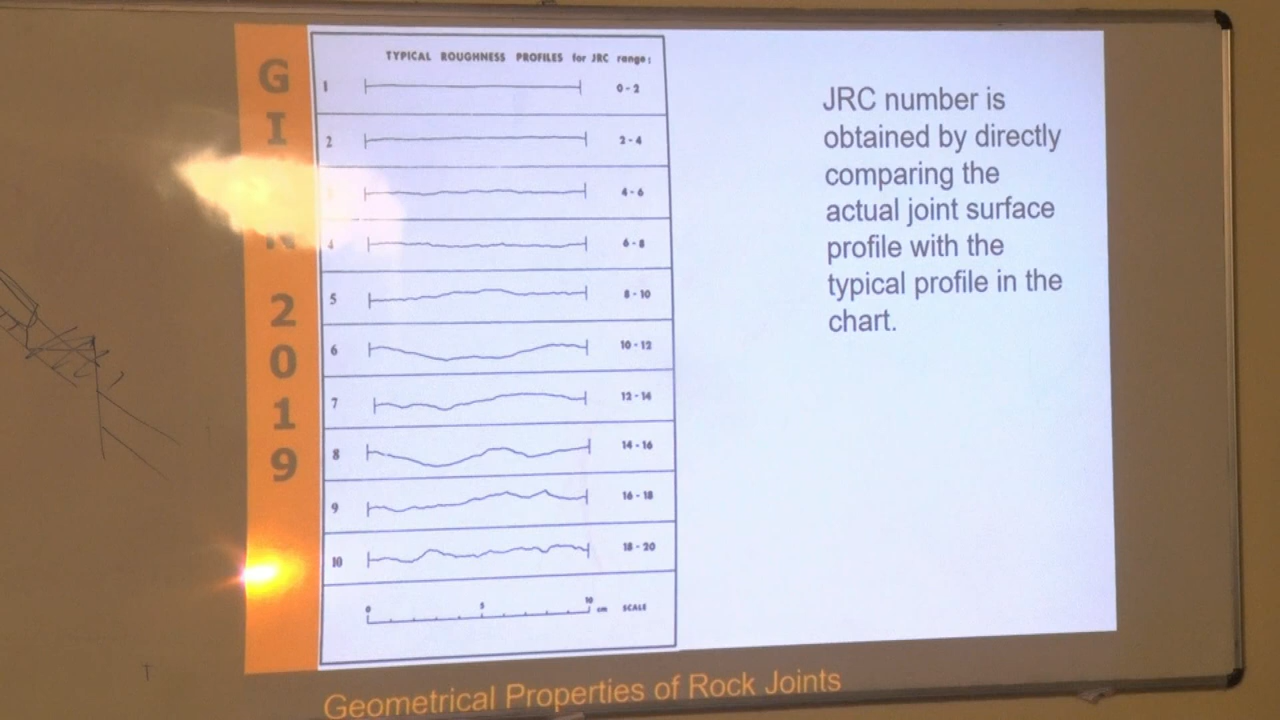 G
I
N
2
0
1
9
TYPICAL ROUGHNESS PROFILES for JRC range:
1 0 - 2
2 2 - 4
3 4 - 6
4 6 - 8
5 8 - 10
6 10 - 12
7 12 - 14
8 14 - 16
9 16 - 18
10 18 - 20
0 5 10 cm SCALE
JRC number is
obtained by directly
comparing the
actual joint surface
profile with the
typical profile in the
chart.
Geometrical Properties of Rock Joints